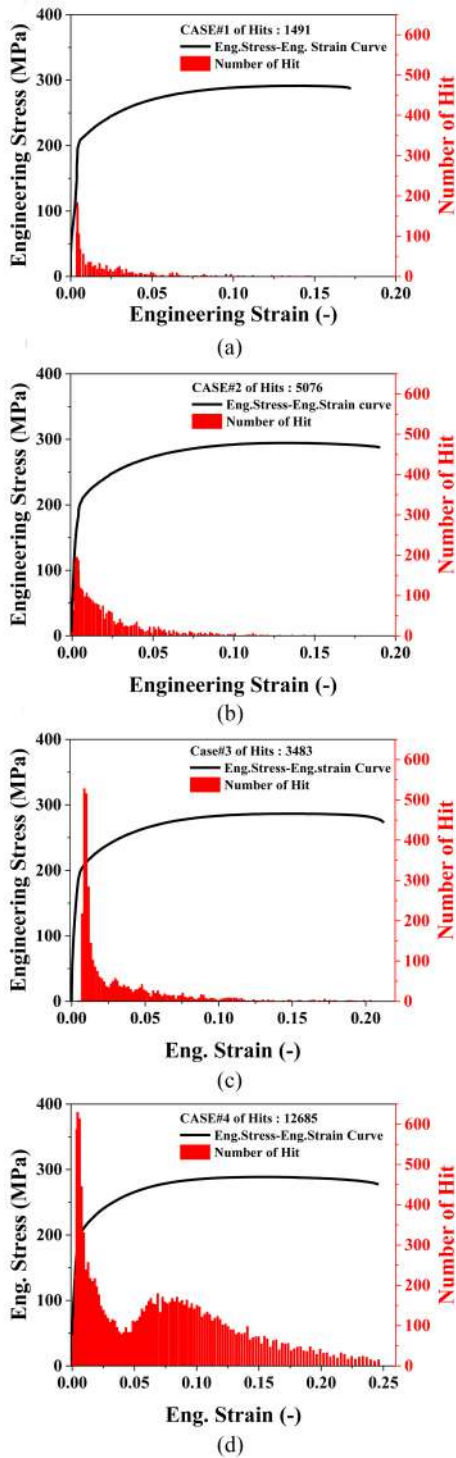 CASE#1 of Hits : 1491
Eng.Stress-Eng. Strain Curve
Number of Hit
Engineering Stress (MPa)
400
300
200
100
0
600
500
400
300
200
100
0
Number of Hit
0.00 0.05 0.10 0.15 0.20
Engineering Strain (-)
(a)
CASE#2 of Hits : 5076
Eng.Stress-Eng.Strain curve
Number of Hit
Engineering Stress (MPa)
400
300
200
100
0
600
500
400
300
200
100
0
Number of Hit
0.00 0.05 0.10 0.15 0.20
Engineering Strain (-)
(b)
Case#3 of Hits : 3483
Eng.Stress-Eng.strain Curve
Number of Hit
Engineering Stress (MPa)
400
300
200
100
0
600
500
400
300
200
100
0
Number of Hit
0.00 0.05 0.10 0.15 0.20
Eng. Strain (-)
(c)
CASE#4 of Hits : 12685
Eng.Stress-Eng.Strain Curve
Number of Hit
Eng. Stress (MPa)
400
300
200
100
0
600
500
400
300
200
100
0
Number of Hit
0.00 0.05 0.10 0.15 0.20 0.25
Eng. Strain (-)
(d)